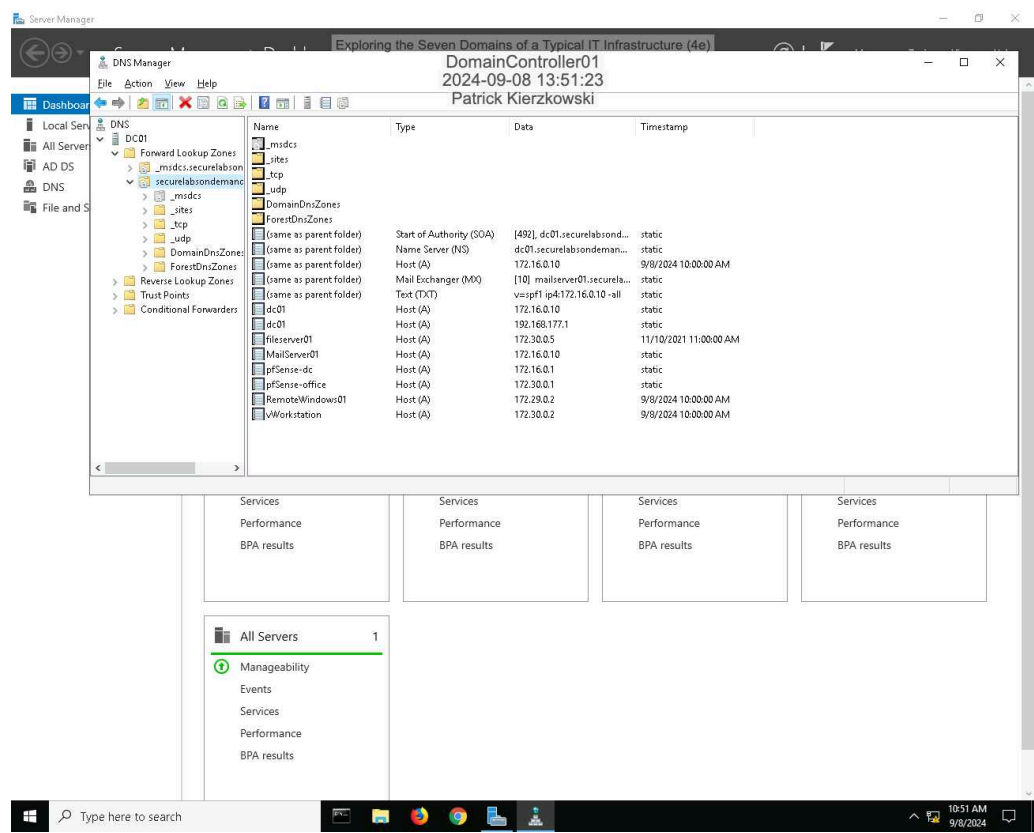 Server Manager
Exploring the Seven Domains of a Typical IT Infrastructure (4e)
DomainController01
2024-09-08 13:51:23
Patrick Kierzkowski
DNS Manager
File Action View Help
Dashboar
Local Serv
All Server
AD DS
DNS
File and S
DNS
DC01
Forward Lookup Zones
_msdcs.securelabson
securelabsondemanc
_msdcs
_sites
_tcp
_udp
DomainDnsZone:
ForestDnsZones
Reverse Lookup Zones
Trust Points
Conditional Forwarders
Name Type Data Timestamp
_msdcs
_sites
_tcp
_udp
DomainDnsZones
ForestDnsZones
(same as parent folder) Start of Authority (SOA) [492], dc01.securelabsond... static
(same as parent folder) Name Server (NS) dc01.securelabsondeman... static
(same as parent folder) Host (A) 172.16.0.10 9/8/2024 10:00:00 AM
(same as parent folder) Mail Exchanger (MX) [10] mailserver01.securela... static
(same as parent folder) Text (TXT) v=spf1 ip4:172.16.0.10 -all static
dc01 Host (A) 172.16.0.10 static
dc01 Host (A) 192.168.177.1 static
fileserver01 Host (A) 172.30.0.5 11/10/2021 11:00:00 AM
MailServer01 Host (A) 172.16.0.10 static
pfSense-dc Host (A) 172.16.0.1 static
pfSense-office Host (A) 172.30.0.1 static
RemoteWindows01 Host (A) 172.29.0.2 9/8/2024 10:00:00 AM
vWorkstation Host (A) 172.30.0.2 9/8/2024 10:00:00 AM
Services Services Services Services
Performance Performance Performance Performance
BPA results BPA results BPA results BPA results
All Servers 1
Manageability
Events
Services
Performance
BPA results
Type here to search
10:51 AM
9/8/2024